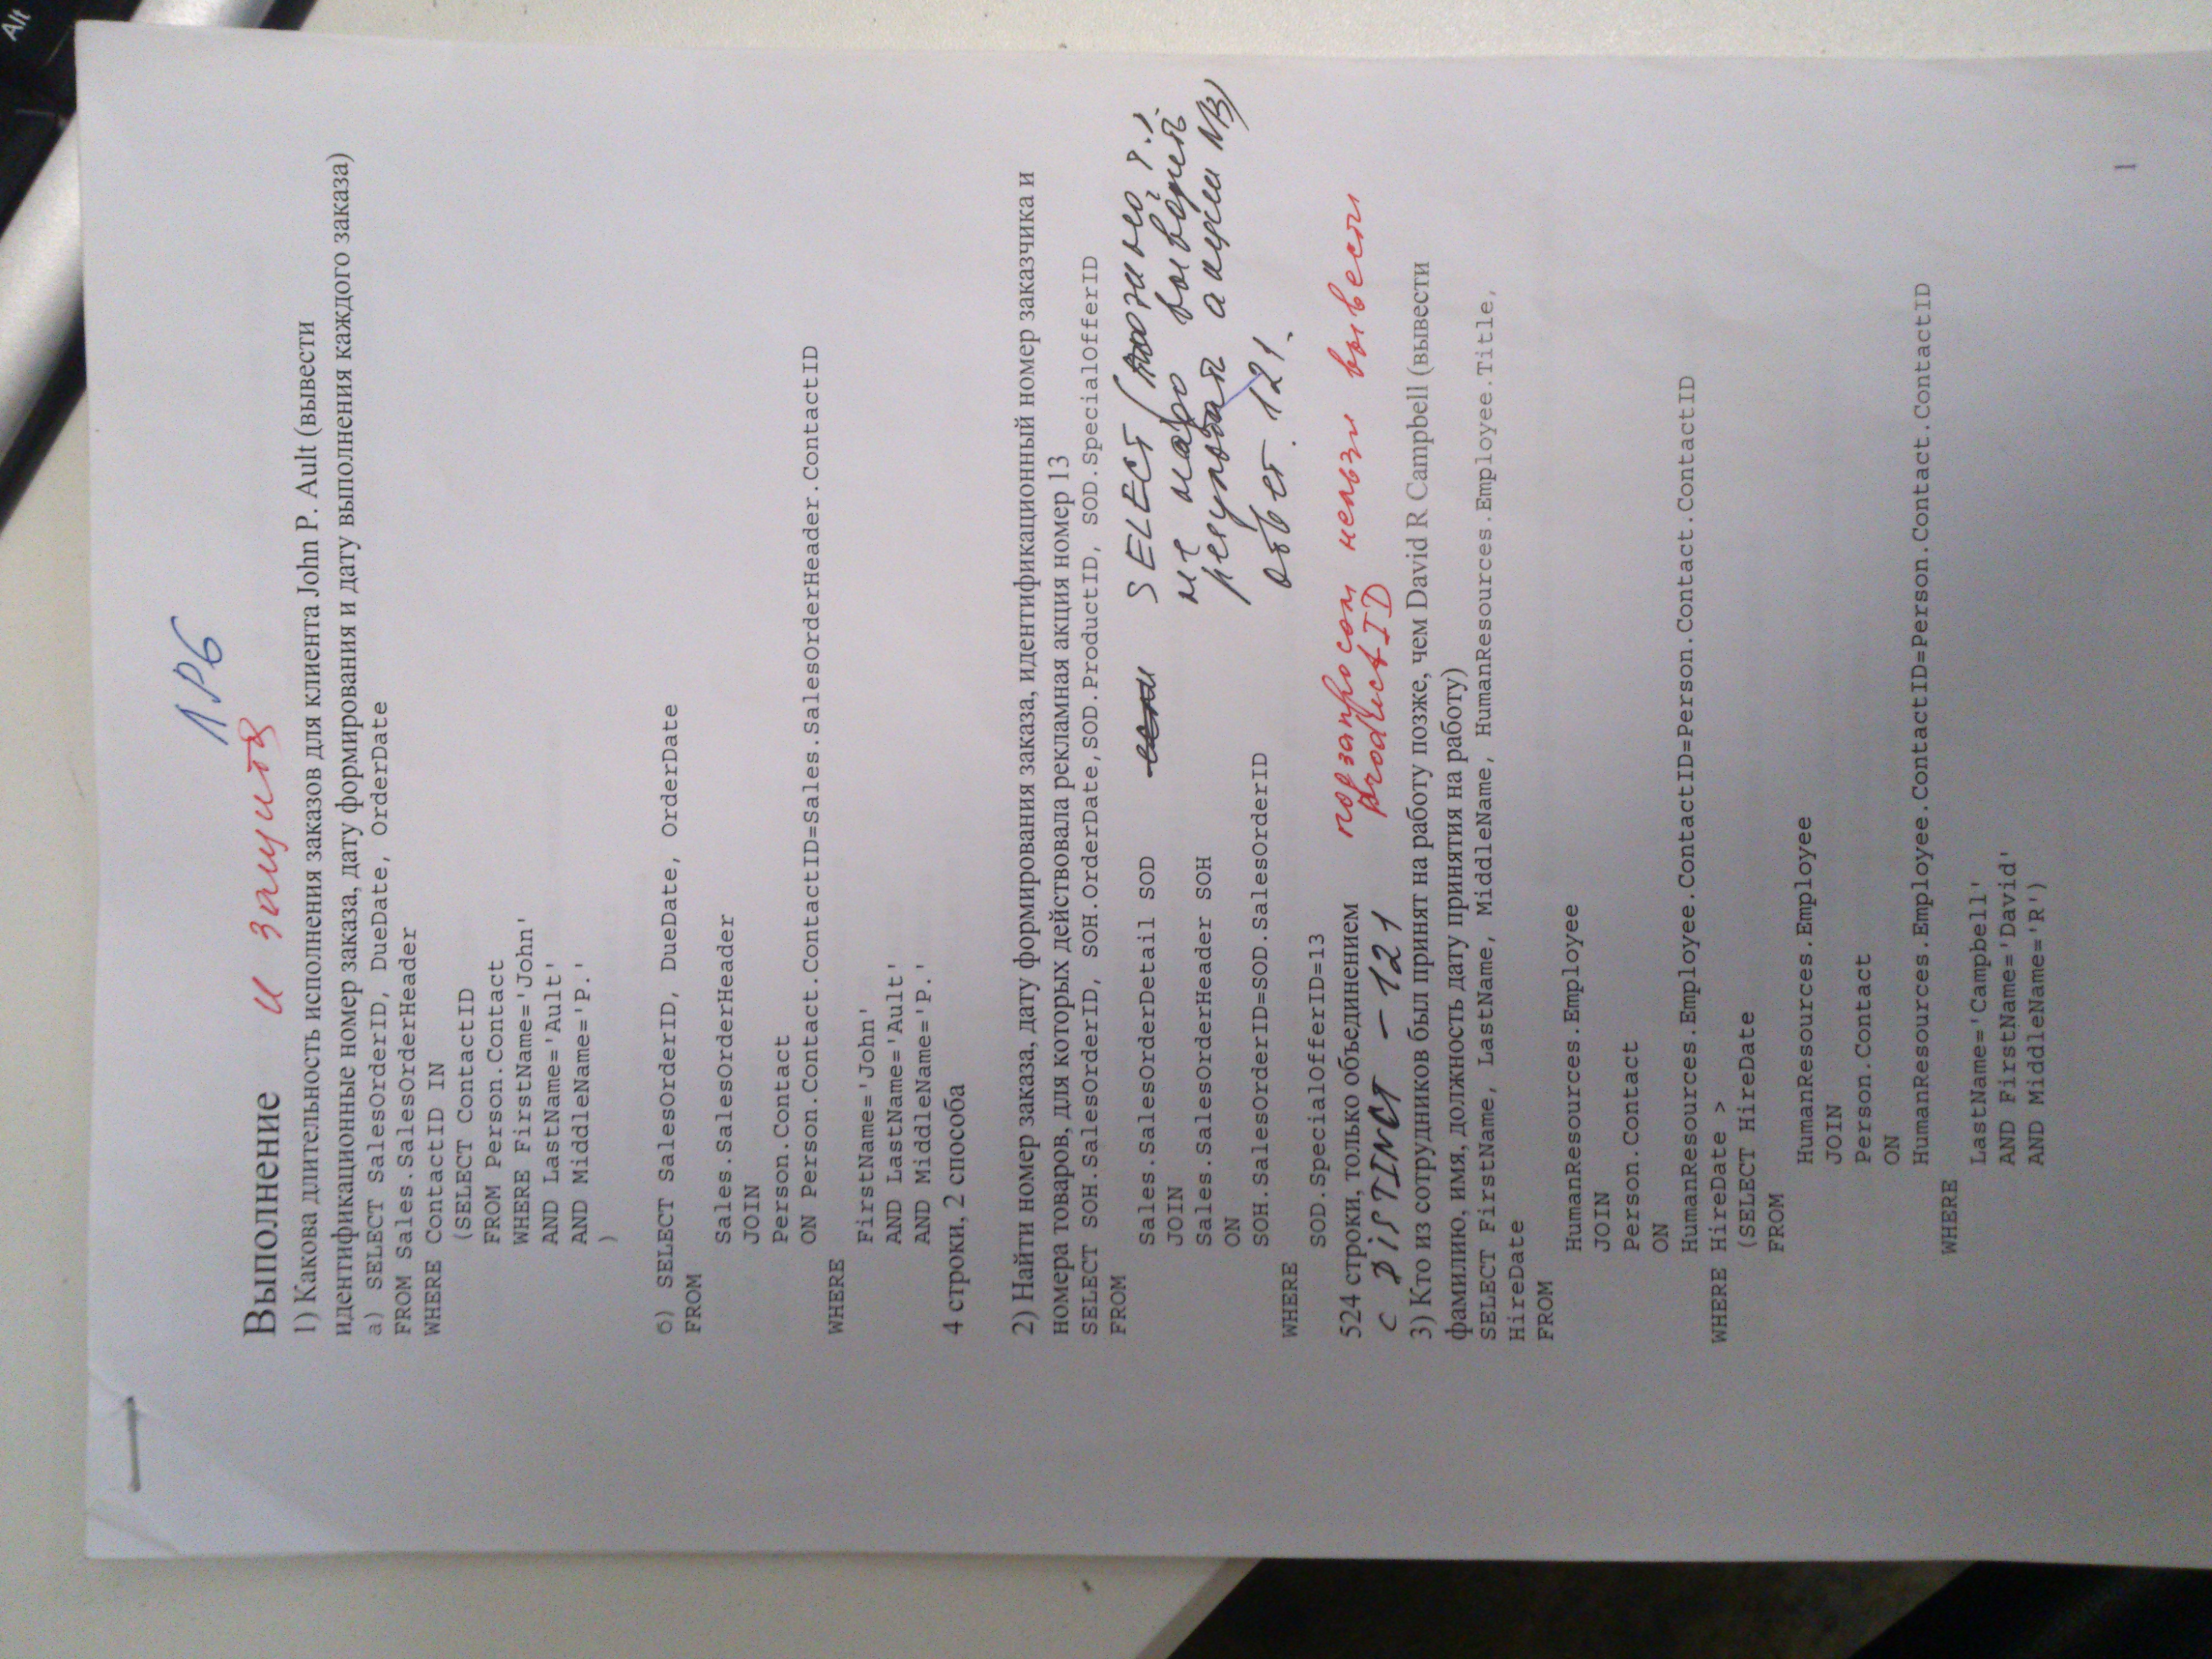 Alt
ЛР6
Выполнение и защита
1) Какова длительность исполнения заказов для клиента John P. Ault (вывести
идентификационные номер заказа, дату формирования и дату выполнения каждого заказа)
а) SELECT SalesOrderID, DueDate, OrderDate
FROM Sales.SalesOrderHeader
WHERE ContactID IN
(SELECT ContactID
FROM Person.Contact
WHERE FirstName='John'
AND LastName='Ault'
AND MiddleName='P.'
)
б) SELECT SalesOrderID, DueDate, OrderDate
FROM
Sales.SalesOrderHeader
JOIN
Person.Contact
ON Person.Contact.ContactID=Sales.SalesOrderHeader.ContactID
WHERE
FirstName='John'
AND LastName='Ault'
AND MiddleName='P.'
4 строки, 2 способа
2) Найти номер заказа, дату формирования заказа, идентификационный номер заказчика и
номера товаров, для которых действовала рекламная акция номер 13
SELECT SOH.SalesOrderID, SOH.OrderDate,SOD.ProductID, SOD.SpecialOfferID
FROM
Sales.SalesOrderDetail SOD
JOIN
Sales.SalesOrderHeader SOH
ON
SOH.SalesOrderID=SOD.SalesOrderID
WHERE
SOD.SpecialOfferID=13
SELECT (
не надо выводить
результат акции №13)
ответ 121.
524 строки, только объединением подзапросом нельзя вывести
ProductID
с DISTINCT - 121
3) Кто из сотрудников был принят на работу позже, чем David R Campbell (вывести
фамилию, имя, должность дату принятия на работу)
SELECT FirstName, LastName, MiddleName, HumanResources.Employee.Title,
HireDate
FROM
HumanResources.Employee
JOIN
Person.Contact
ON
HumanResources.Employee.ContactID=Person.Contact.ContactID
WHERE HireDate >
(SELECT HireDate
FROM
HumanResources.Employee
JOIN
Person.Contact
ON
HumanResources.Employee.ContactID=Person.Contact.ContactID
WHERE
LastName='Campbell'
AND FirstName='David'
AND MiddleName='R')
1